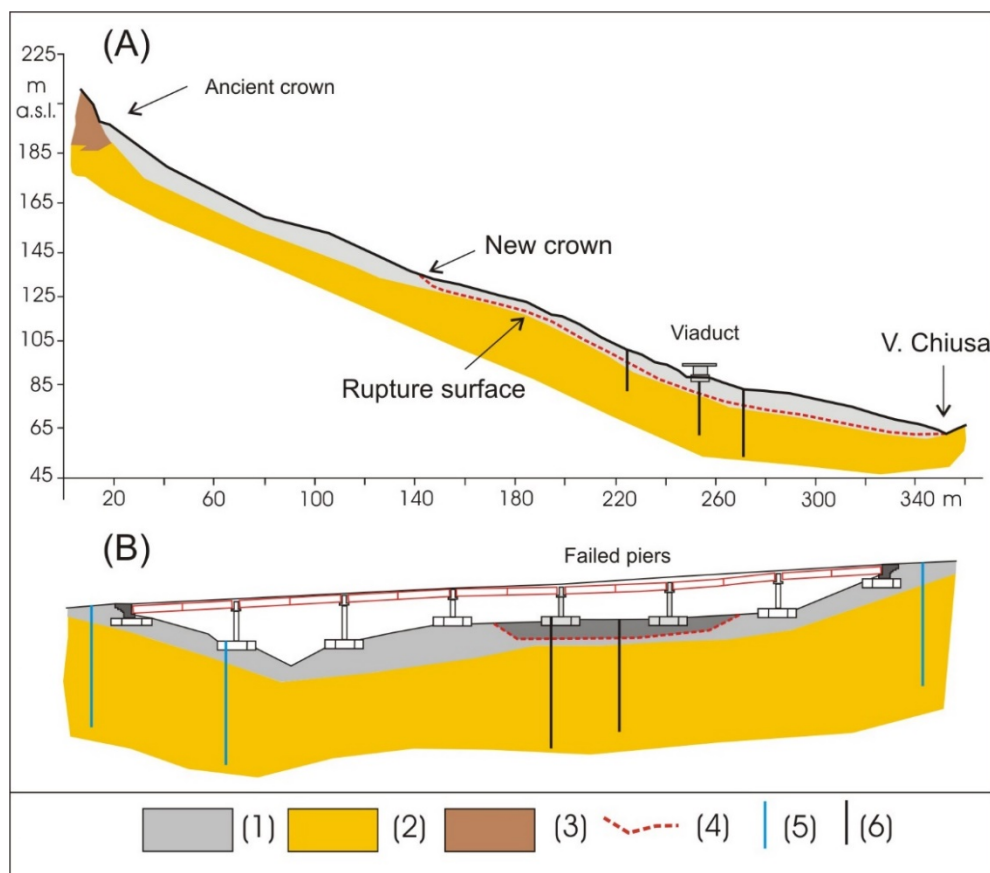 (A)
225
m
a.s.l.
185
165
145
125
105
85
65
45
Ancient crown
New crown
Rupture surface
Viaduct
V. Chiusa
20 60 100 140 180 220 260 300 340 m
(B)
Failed piers
(1) (2) (3) (4) (5) (6)